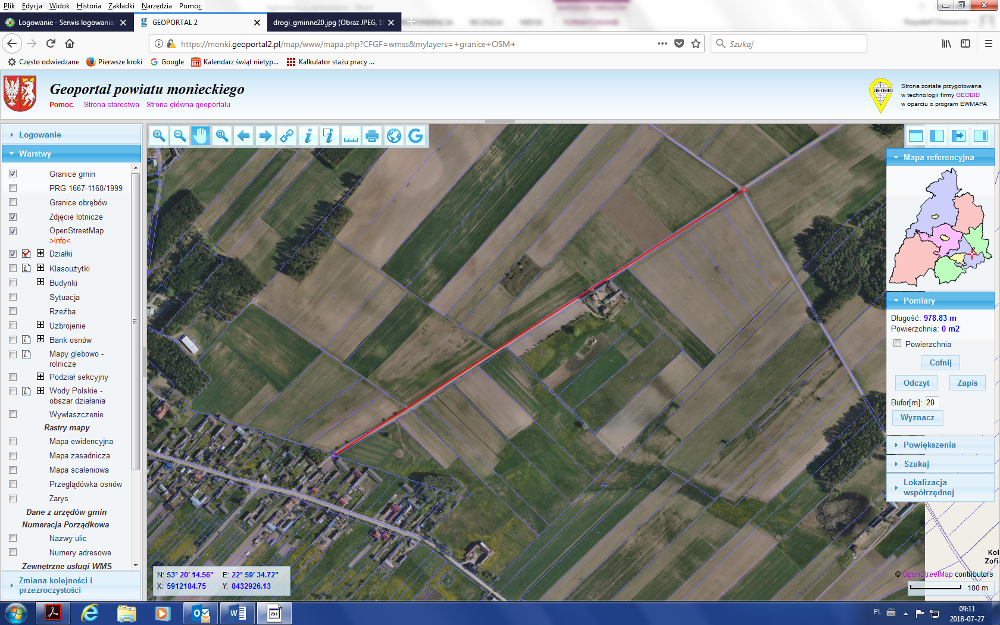 Plik Edycja Widok Historia Zakładki Narzędzia Pomoc
Logowanie - Serwis logowania
GEOPORTAL 2
drogi_gminne20.jpg (Obraz JPEG, 1
https://monki.geoportal2.pl/map/www/mapa.php?CFGF=wmss&mylayers=+granice+OSM+
Szukaj
Często odwiedzane Pierwsze kroki Google Kalendarz świąt nietyp... Kalkulator stażu pracy ...
Geoportal powiatu monieckiego
Pomoc Strona starostwa Strona główna geoportalu
GEOBID
Strona została przygotowana
w technologii firmy GEOBID
w oparciu o program EWMAPA
Logowanie
Warstwy
Granice gmin
PRG 1667-1160/1999
Granice obrębów
Zdjęcie lotnicze
OpenStreetMap
>Info<
Działki
Klasoużytki
Budynki
Sytuacja
Rzeźba
Uzbrojenie
Bank osnów
Mapy glebowo -
rolnicze
Podział sekcyjny
Wody Polskie -
obszar działania
Wywłaszczenie
Rastry mapy
Mapa ewidencyjna
Mapa zasadnicza
Mapa scaleniowa
Przeglądówka osnów
Zarys
Dane z urzędów gmin
Numeracja Porządkowa
Nazwy ulic
Numery adresowe
Zewnętrzne usługi WMS
Zmiana kolejności i
przezroczystości
Mapa referencyjna
Pomiary
Długość: 978.83 m
Powierzchnia: 0 m2
Powierzchnia
Cofnij
Odczyt Zapis
Bufor[m]: 20
Wyznacz
Powiększenia
Szukaj
Lokalizacja
współrzędnej
Kol
Zofi
© OpenStreetMap contributors
100 m
N: 53° 20' 14.56" E: 22° 59' 34.72"
X: 5912184.75 Y: 8432926.13
PL
09:11
2018-07-27